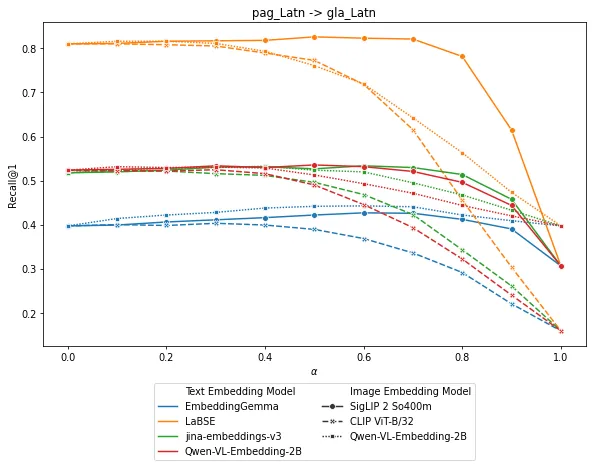 pag_Latn -> gla_Latn
Recall@1
0.8
0.7
0.6
0.5
0.4
0.3
0.2
0.0 0.2 0.4 0.6 0.8 1.0
α
Text Embedding Model Image Embedding Model
EmbeddingGemma SigLIP 2 So400m
LaBSE CLIP ViT-B/32
jina-embeddings-v3 Qwen-VL-Embedding-2B
Qwen-VL-Embedding-2B